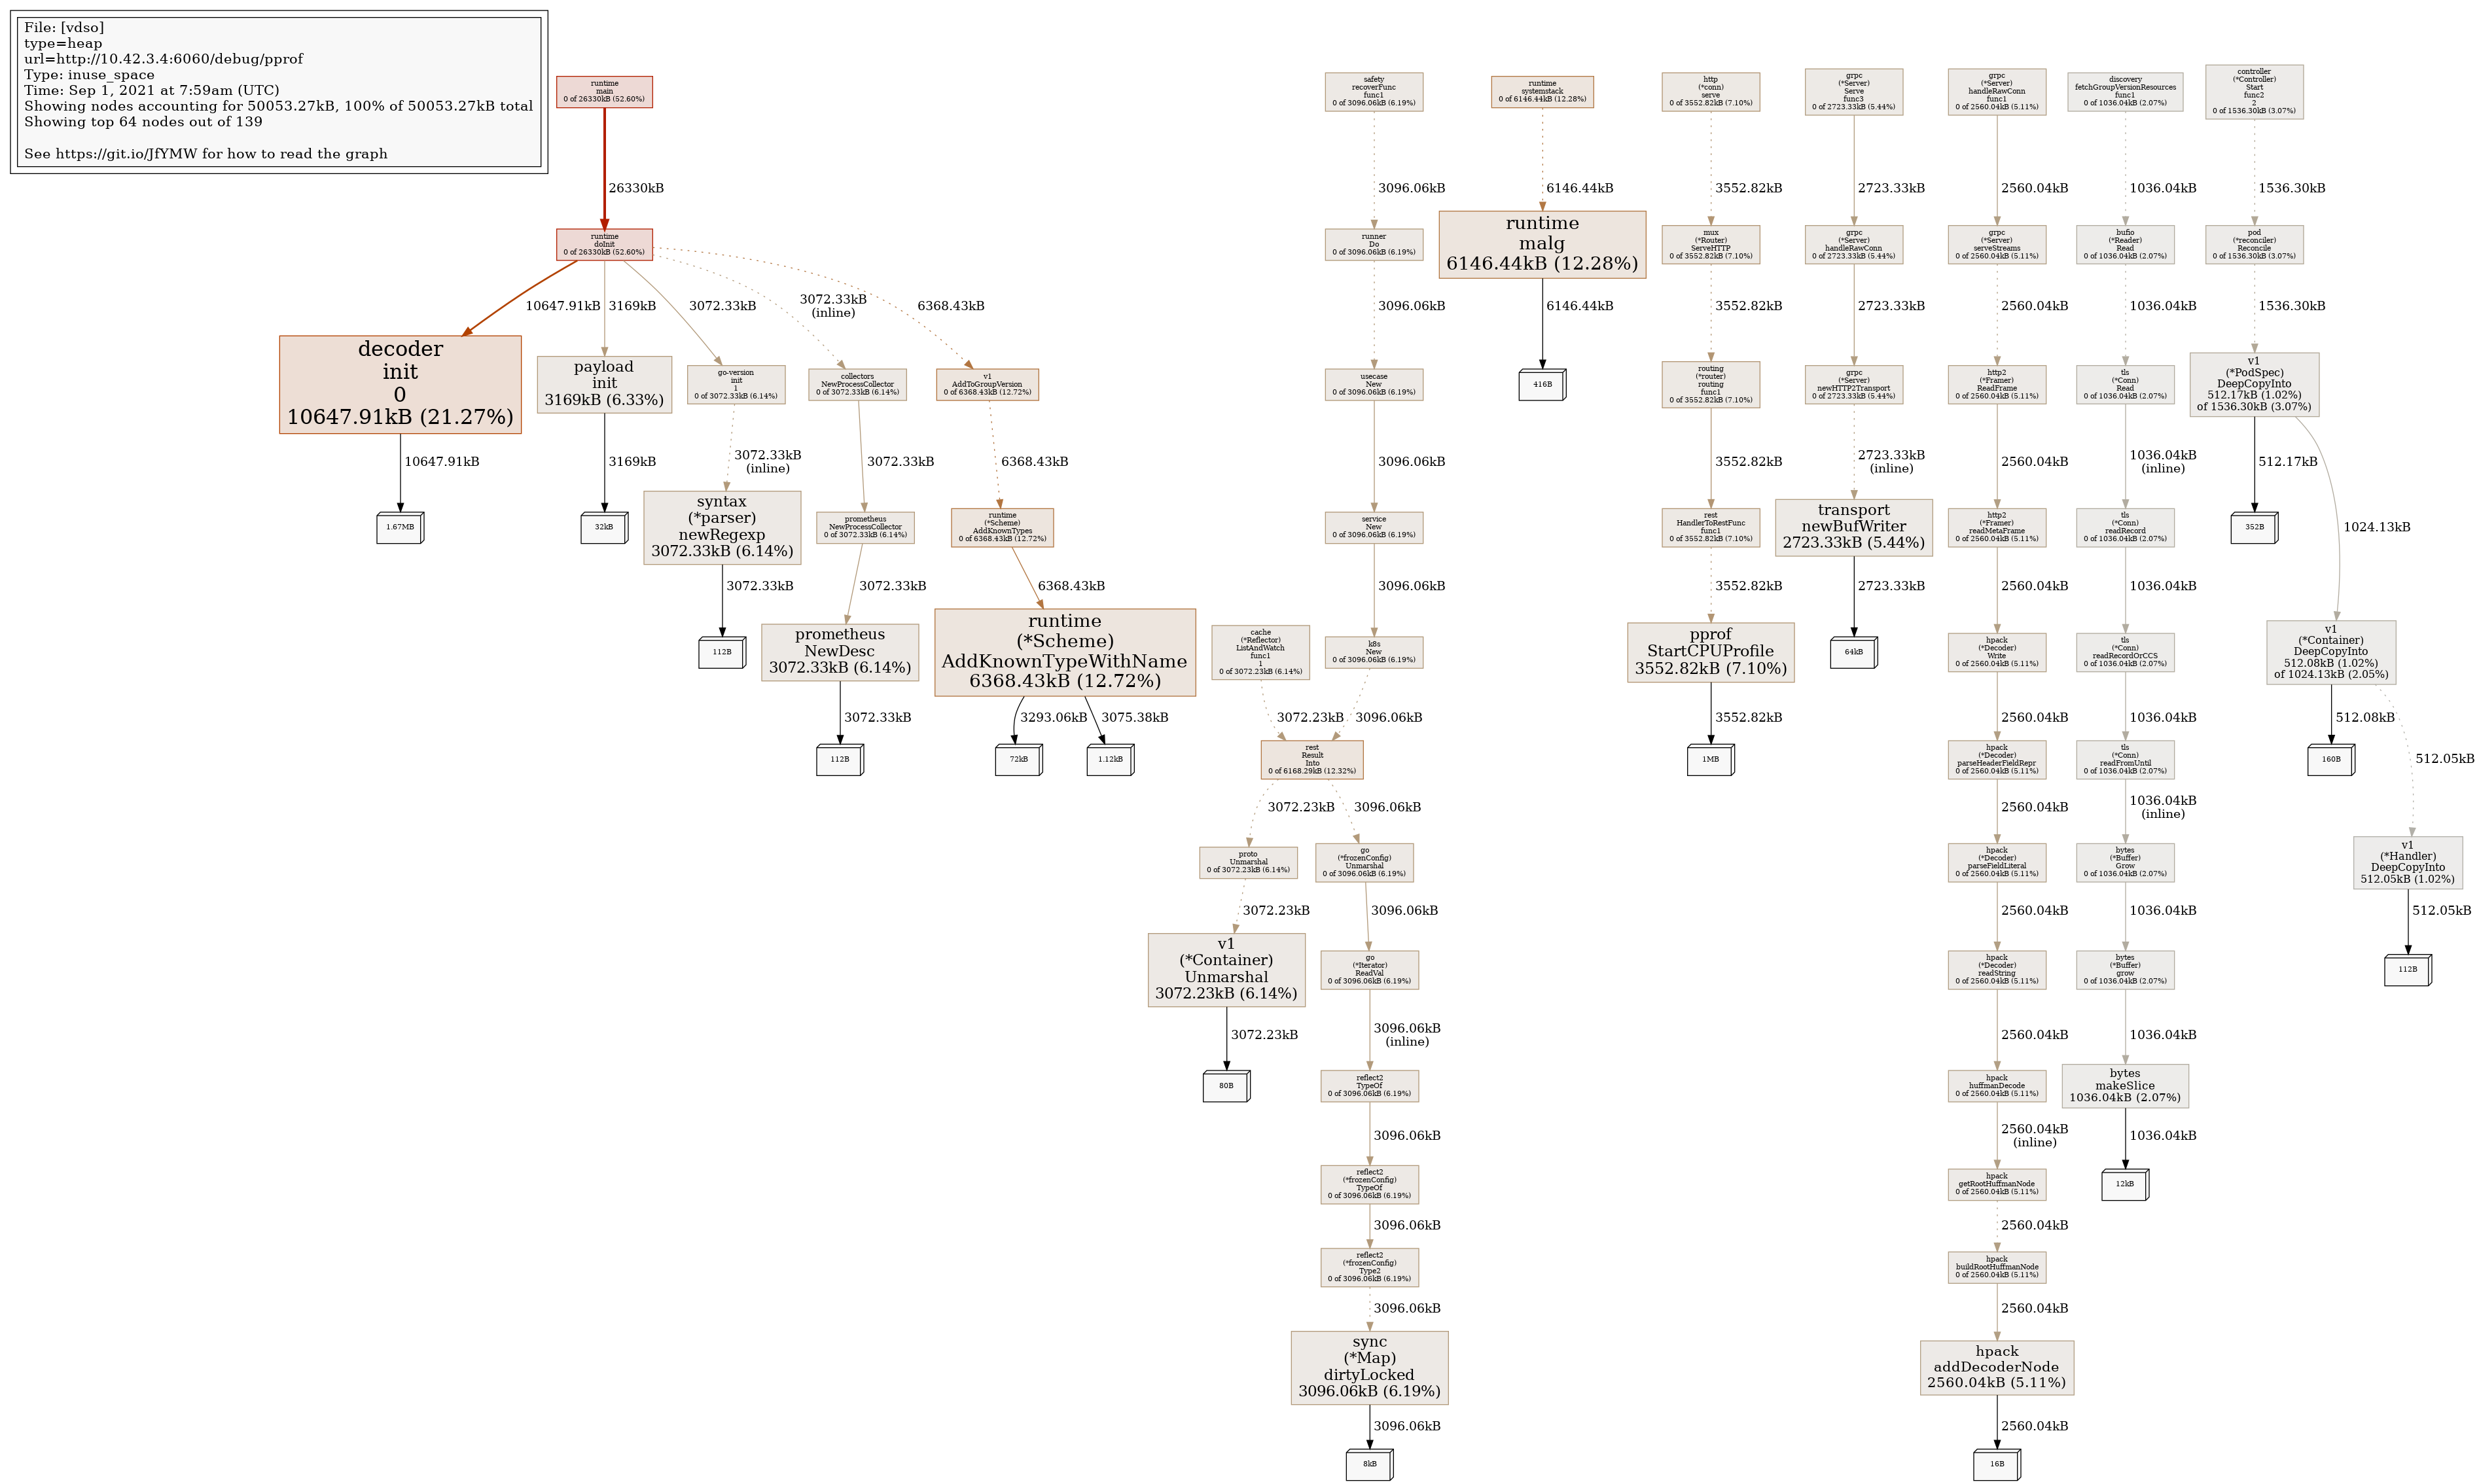 File: [vdso]
type=heap
url=http://10.42.3.4:6060/debug/pprof
Type: inuse_space
Time: Sep 1, 2021 at 7:59am (UTC)
Showing nodes accounting for 50053.27kB, 100% of 50053.27kB total
Showing top 64 nodes out of 139
See https://git.io/JfYMW for how to read the graph
runtime
main
0 of 26330kB (52.60%)
26330kB
runtime
doInit
0 of 26330kB (52.60%)
10647.91kB
3169kB
3072.33kB
3072.33kB
(inline)
6368.43kB
decoder
init
0
10647.91kB (21.27%)
10647.91kB
1.67MB
payload
init
3169kB (6.33%)
3169kB
32kB
go-version
init
1
0 of 3072.33kB (6.14%)
3072.33kB
(inline)
syntax
(*parser)
newRegexp
3072.33kB (6.14%)
3072.33kB
112B
collectors
NewProcessCollector
0 of 3072.33kB (6.14%)
3072.33kB
prometheus
NewProcessCollector
0 of 3072.33kB (6.14%)
3072.33kB
prometheus
NewDesc
3072.33kB (6.14%)
3072.33kB
112B
v1
AddToGroupVersion
0 of 6368.43kB (12.72%)
6368.43kB
runtime
(*Scheme)
AddKnownTypes
0 of 6368.43kB (12.72%)
6368.43kB
runtime
(*Scheme)
AddKnownTypeWithName
6368.43kB (12.72%)
3293.06kB
3075.38kB
72kB
1.12kB
safety
recoverFunc
func1
0 of 3096.06kB (6.19%)
3096.06kB
runner
Do
0 of 3096.06kB (6.19%)
3096.06kB
usecase
New
0 of 3096.06kB (6.19%)
3096.06kB
service
New
0 of 3096.06kB (6.19%)
3096.06kB
cache
(*Reflector)
ListAndWatch
func1
1
0 of 3072.23kB (6.14%)
k8s
New
0 of 3096.06kB (6.19%)
3072.23kB
3096.06kB
rest
Result
Into
0 of 6168.29kB (12.32%)
3072.23kB
3096.06kB
proto
Unmarshal
0 of 3072.23kB (6.14%)
3072.23kB
v1
(*Container)
Unmarshal
3072.23kB (6.14%)
3072.23kB
80B
go
(*frozenConfig)
Unmarshal
0 of 3096.06kB (6.19%)
3096.06kB
go
(*Iterator)
ReadVal
0 of 3096.06kB (6.19%)
3096.06kB
(inline)
reflect2
TypeOf
0 of 3096.06kB (6.19%)
3096.06kB
reflect2
(*frozenConfig)
TypeOf
0 of 3096.06kB (6.19%)
3096.06kB
reflect2
(*frozenConfig)
Type2
0 of 3096.06kB (6.19%)
3096.06kB
sync
(*Map)
dirtyLocked
3096.06kB (6.19%)
3096.06kB
8kB
runtime
systemstack
0 of 6146.44kB (12.28%)
6146.44kB
runtime
malg
6146.44kB (12.28%)
6146.44kB
416B
http
(*conn)
serve
0 of 3552.82kB (7.10%)
3552.82kB
mux
(*Router)
ServeHTTP
0 of 3552.82kB (7.10%)
3552.82kB
routing
(*router)
routing
func1
0 of 3552.82kB (7.10%)
3552.82kB
rest
HandlerToRestFunc
func1
0 of 3552.82kB (7.10%)
3552.82kB
pprof
StartCPUProfile
3552.82kB (7.10%)
3552.82kB
1MB
grpc
(*Server)
Serve
func3
0 of 2723.33kB (5.44%)
2723.33kB
grpc
(*Server)
handleRawConn
0 of 2723.33kB (5.44%)
2723.33kB
grpc
(*Server)
newHTTP2Transport
0 of 2723.33kB (5.44%)
2723.33kB
(inline)
transport
newBufWriter
2723.33kB (5.44%)
2723.33kB
64kB
grpc
(*Server)
handleRawConn
func1
0 of 2560.04kB (5.11%)
2560.04kB
grpc
(*Server)
serveStreams
0 of 2560.04kB (5.11%)
2560.04kB
http2
(*Framer)
ReadFrame
0 of 2560.04kB (5.11%)
2560.04kB
http2
(*Framer)
readMetaFrame
0 of 2560.04kB (5.11%)
2560.04kB
hpack
(*Decoder)
Write
0 of 2560.04kB (5.11%)
2560.04kB
hpack
(*Decoder)
parseHeaderFieldRepr
0 of 2560.04kB (5.11%)
2560.04kB
hpack
(*Decoder)
parseFieldLiteral
0 of 2560.04kB (5.11%)
2560.04kB
hpack
(*Decoder)
readString
0 of 2560.04kB (5.11%)
2560.04kB
hpack
huffmanDecode
0 of 2560.04kB (5.11%)
2560.04kB
(inline)
hpack
getRootHuffmanNode
0 of 2560.04kB (5.11%)
2560.04kB
hpack
buildRootHuffmanNode
0 of 2560.04kB (5.11%)
2560.04kB
hpack
addDecoderNode
2560.04kB (5.11%)
2560.04kB
16B
discovery
fetchGroupVersionResources
func1
0 of 1036.04kB (2.07%)
1036.04kB
bufio
(*Reader)
Read
0 of 1036.04kB (2.07%)
1036.04kB
tls
(*Conn)
Read
0 of 1036.04kB (2.07%)
1036.04kB
(inline)
tls
(*Conn)
readRecord
0 of 1036.04kB (2.07%)
1036.04kB
tls
(*Conn)
readRecordOrCCS
0 of 1036.04kB (2.07%)
1036.04kB
tls
(*Conn)
readFromUntil
0 of 1036.04kB (2.07%)
1036.04kB
(inline)
bytes
(*Buffer)
Grow
0 of 1036.04kB (2.07%)
1036.04kB
bytes
(*Buffer)
grow
0 of 1036.04kB (2.07%)
1036.04kB
bytes
makeSlice
1036.04kB (2.07%)
1036.04kB
12kB
controller
(*Controller)
Start
func2
2
0 of 1536.30kB (3.07%)
1536.30kB
pod
(*reconciler)
Reconcile
0 of 1536.30kB (3.07%)
1536.30kB
v1
(*PodSpec)
DeepCopyInto
512.17kB (1.02%)
of 1536.30kB (3.07%)
512.17kB
352B
1024.13kB
v1
(*Container)
DeepCopyInto
512.08kB (1.02%)
of 1024.13kB (2.05%)
512.08kB
160B
512.05kB
v1
(*Handler)
DeepCopyInto
512.05kB (1.02%)
512.05kB
112B